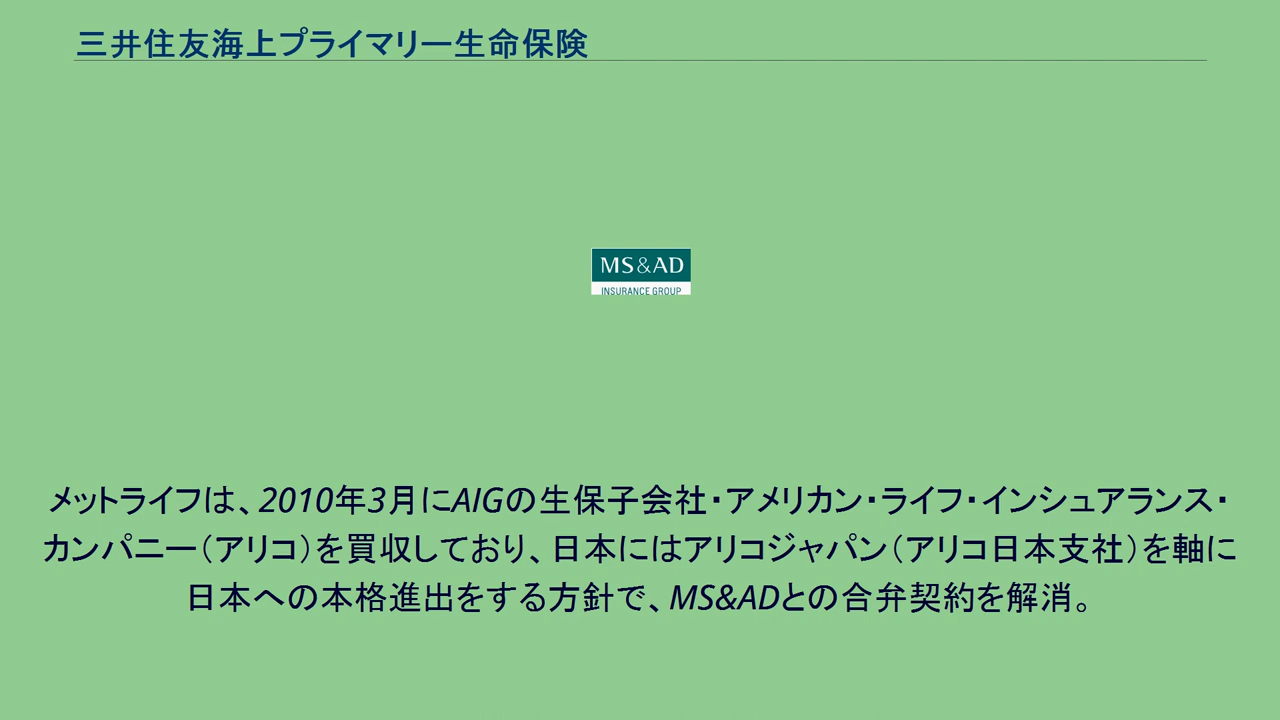 三井住友海上プライマリー生命保険
MS&AD
INSURANCE GROUP
メットライフは、2010年3月にAIGの生保子会社・アメリカン・ライフ・インシュアランス・
カンパニー（アリコ）を買収しており、日本にはアリコジャパン（アリコ日本支社）を軸に
日本への本格進出をする方針で、MS&ADとの合弁契約を解消。